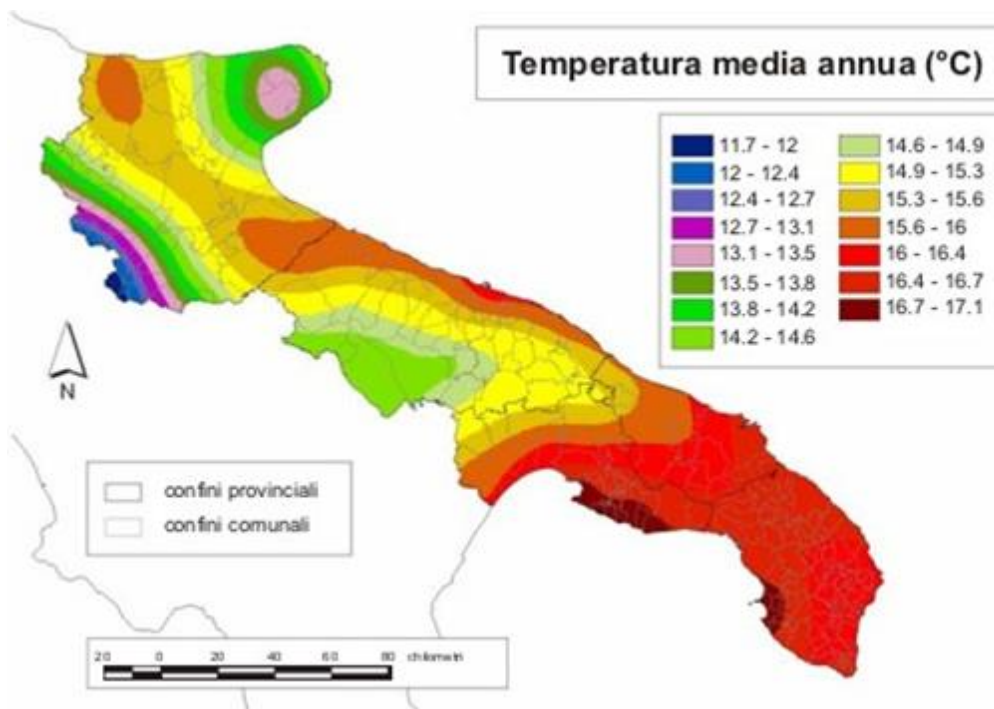 Temperatura media annua (°C)
11.7 - 12
12 - 12.4
12.4 - 12.7
12.7 - 13.1
13.1 - 13.5
13.5 - 13.8
13.8 - 14.2
14.2 - 14.6
14.6 - 14.9
14.9 - 15.3
15.3 - 15.6
15.6 - 16
16 - 16.4
16.4 - 16.7
16.7 - 17.1
N
confini provinciali
confini comunali
20 0 20 40 60 80 chilometri